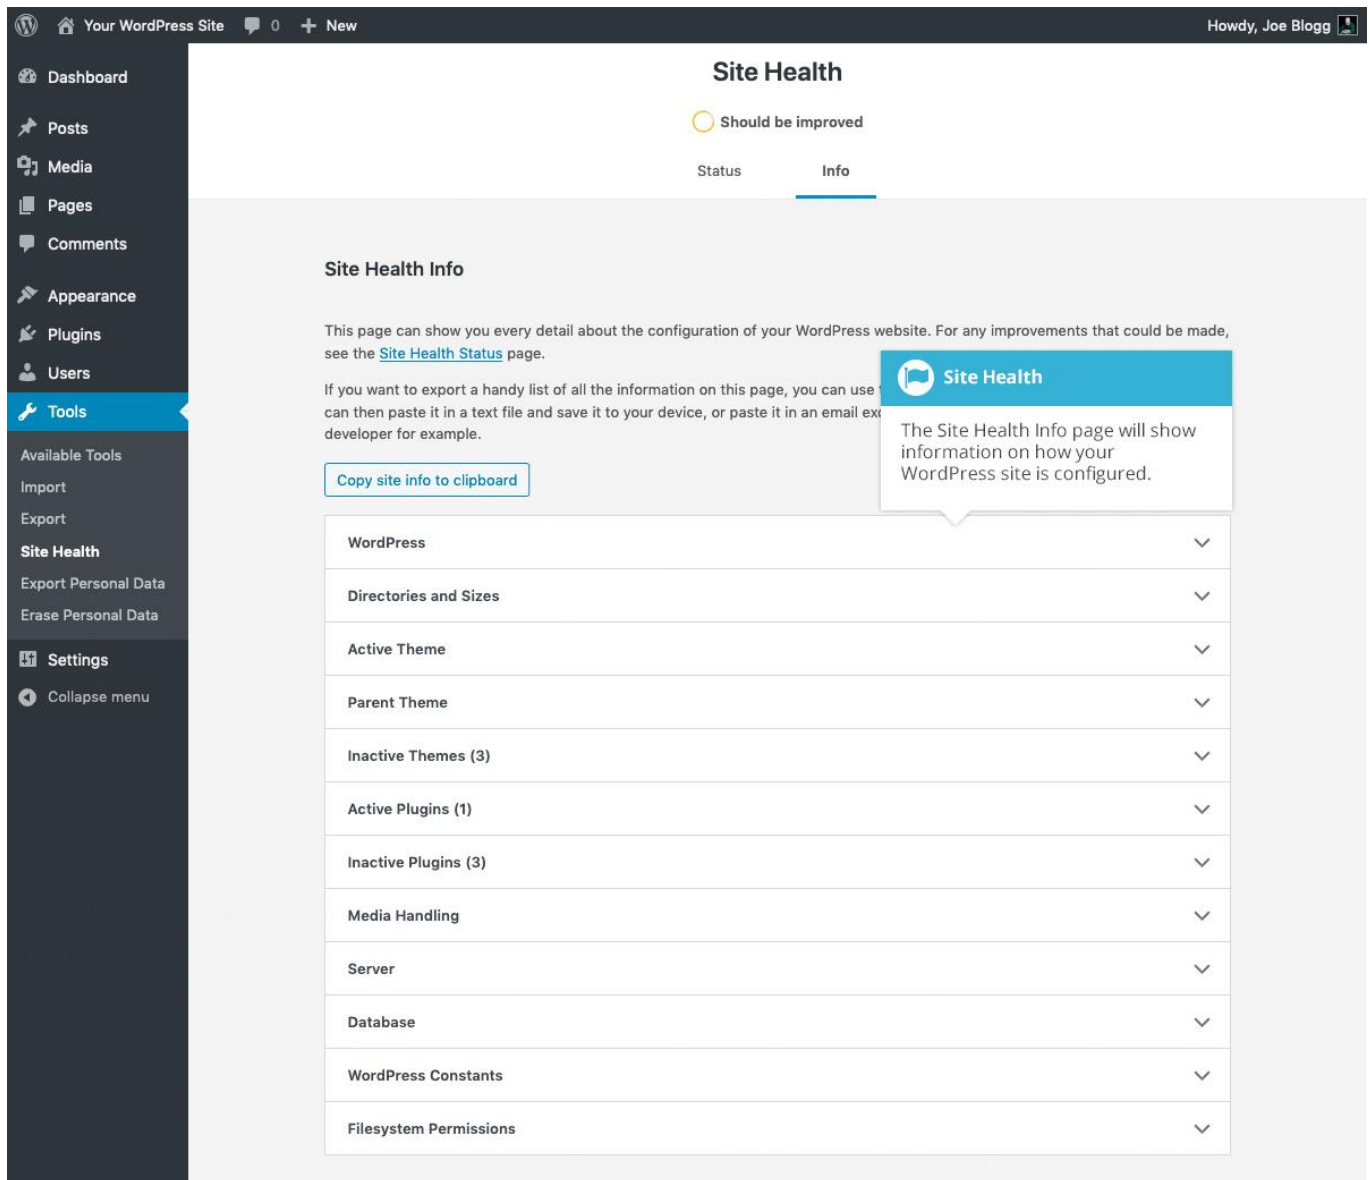 Your WordPress Site 0 New Howdy, Joe Blogg
Dashboard
Posts
Media
Pages
Comments
Appearance
Plugins
Users
Tools
Available Tools
Import
Export
Site Health
Export Personal Data
Erase Personal Data
Settings
Collapse menu
Site Health
Should be improved
Status Info
Site Health Info
This page can show you every detail about the configuration of your WordPress website. For any improvements that could be made,
see the Site Health Status page.
If you want to export a handy list of all the information on this page, you can use
can then paste it in a text file and save it to your device, or paste it in an email
developer for example.
Site Health
The Site Health Info page will show
information on how your
WordPress site is configured.
Copy site info to clipboard
WordPress
Directories and Sizes
Active Theme
Parent Theme
Inactive Themes (3)
Active Plugins (1)
Inactive Plugins (3)
Media Handling
Server
Database
WordPress Constants
Filesystem Permissions